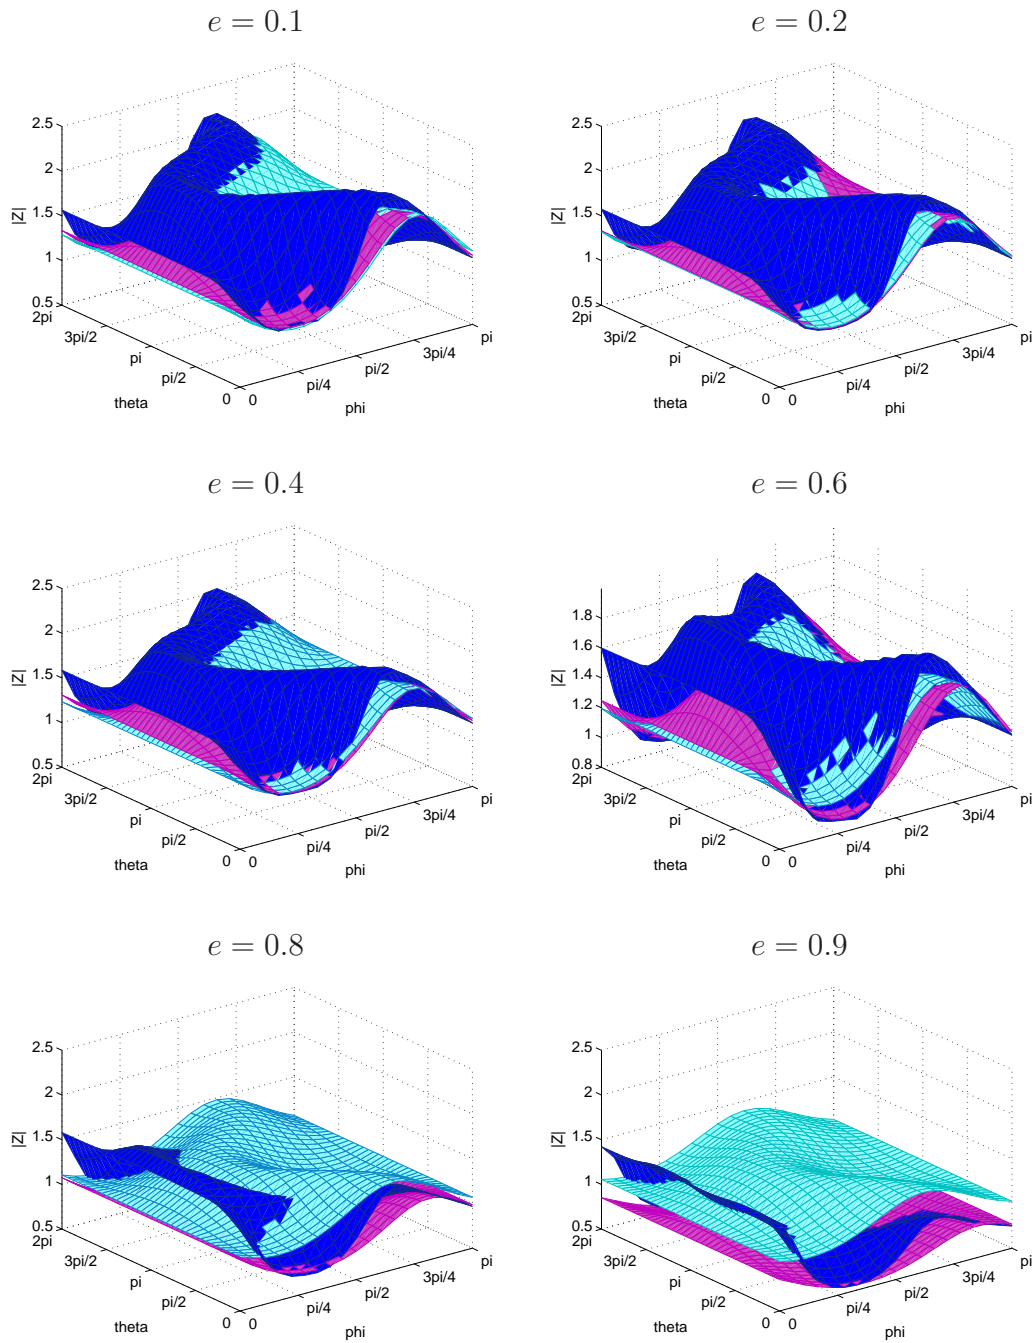 e = 0.1
2.5
2
1.5
1
0.5
|Z|
2pi
3pi/2
pi
pi/2
0
theta
0
pi/4
pi/2
3pi/4
pi
phi
e = 0.2
2.5
2
1.5
1
0.5
|Z|
2pi
3pi/2
pi
pi/2
0
theta
0
pi/4
pi/2
3pi/4
pi
phi
e = 0.4
2.5
2
1.5
1
0.5
|Z|
2pi
3pi/2
pi
pi/2
0
theta
0
pi/4
pi/2
3pi/4
pi
phi
e = 0.6
1.8
1.6
1.4
1.2
1
0.8
|Z|
2pi
3pi/2
pi
pi/2
0
theta
0
pi/4
pi/2
3pi/4
pi
phi
e = 0.8
2.5
2
1.5
1
0.5
|Z|
2pi
3pi/2
pi
pi/2
0
theta
0
pi/4
pi/2
3pi/4
pi
phi
e = 0.9
2.5
2
1.5
1
0.5
|Z|
2pi
3pi/2
pi
pi/2
0
theta
0
pi/4
pi/2
3pi/4
pi
phi